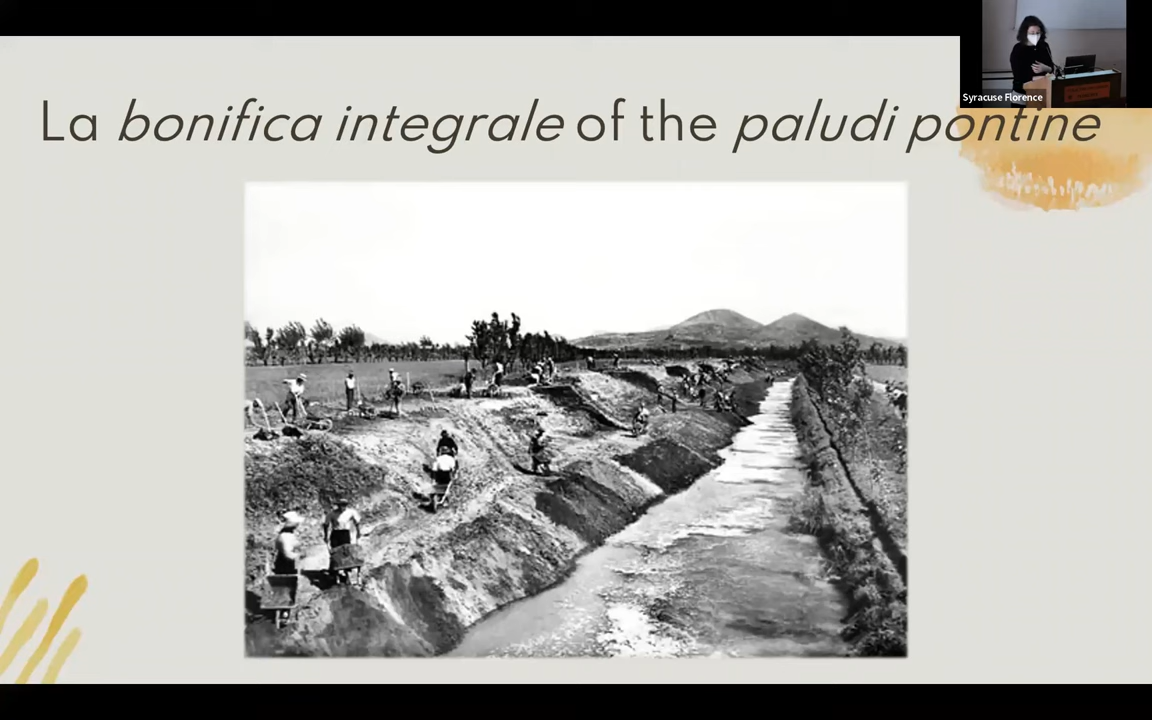 La bonifica integrale of the paludi pontine
Syracuse Florence